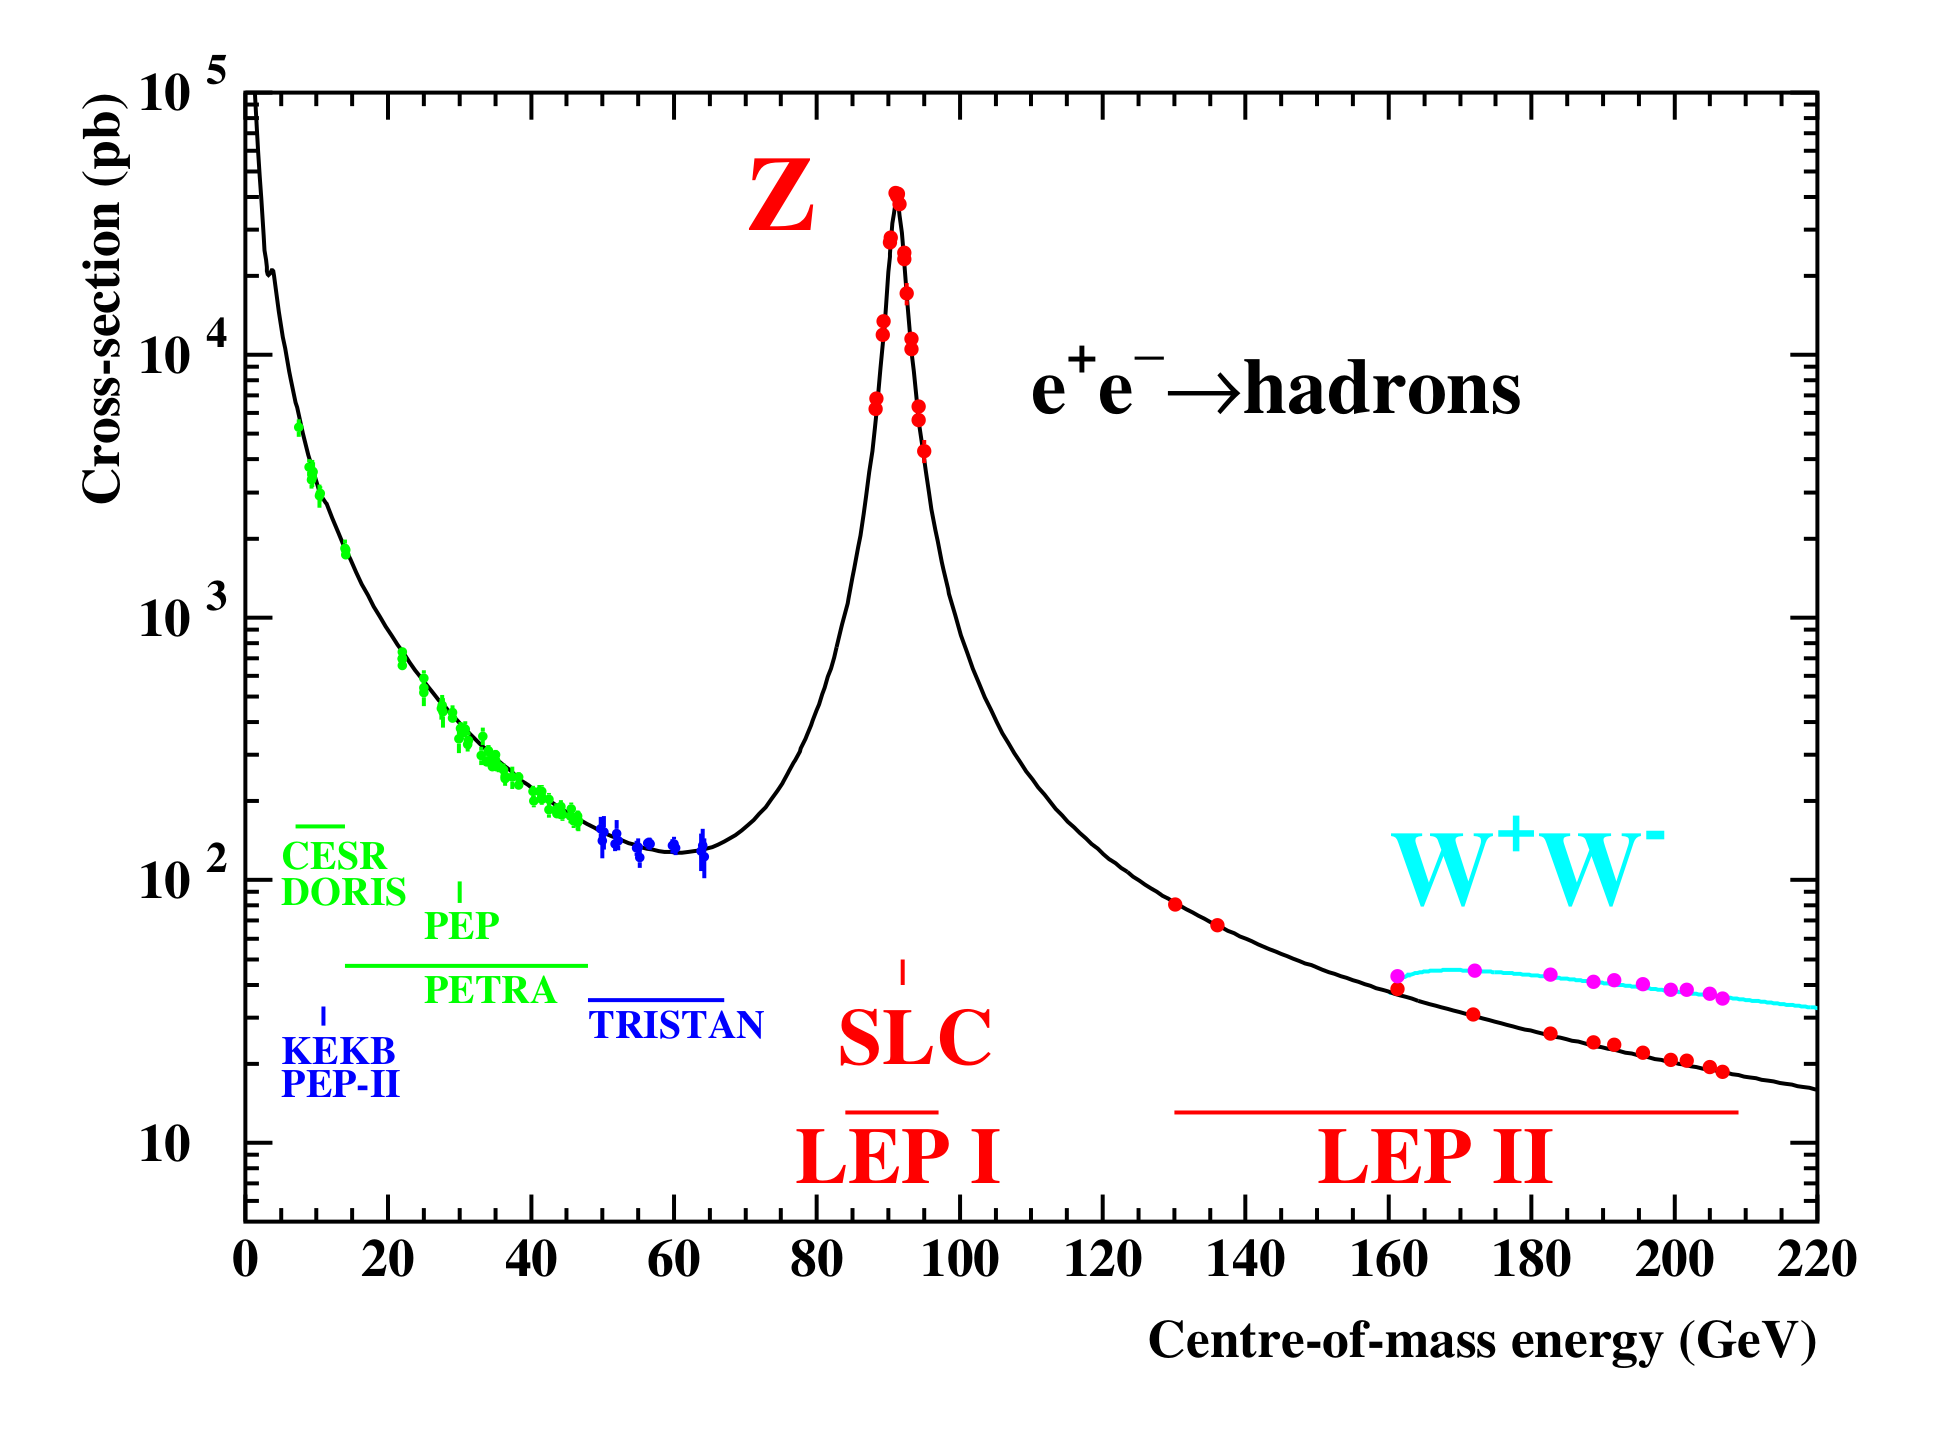 Cross-section (pb)
10 5
10 4
10 3
10 2
10
Z
e+e−→hadrons
W+W-
CESR
DORIS
PEP
PETRA
TRISTAN
KEKB
PEP-II
SLC
LEP I
LEP II
0 20 40 60 80 100 120 140 160 180 200 220
Centre-of-mass energy (GeV)